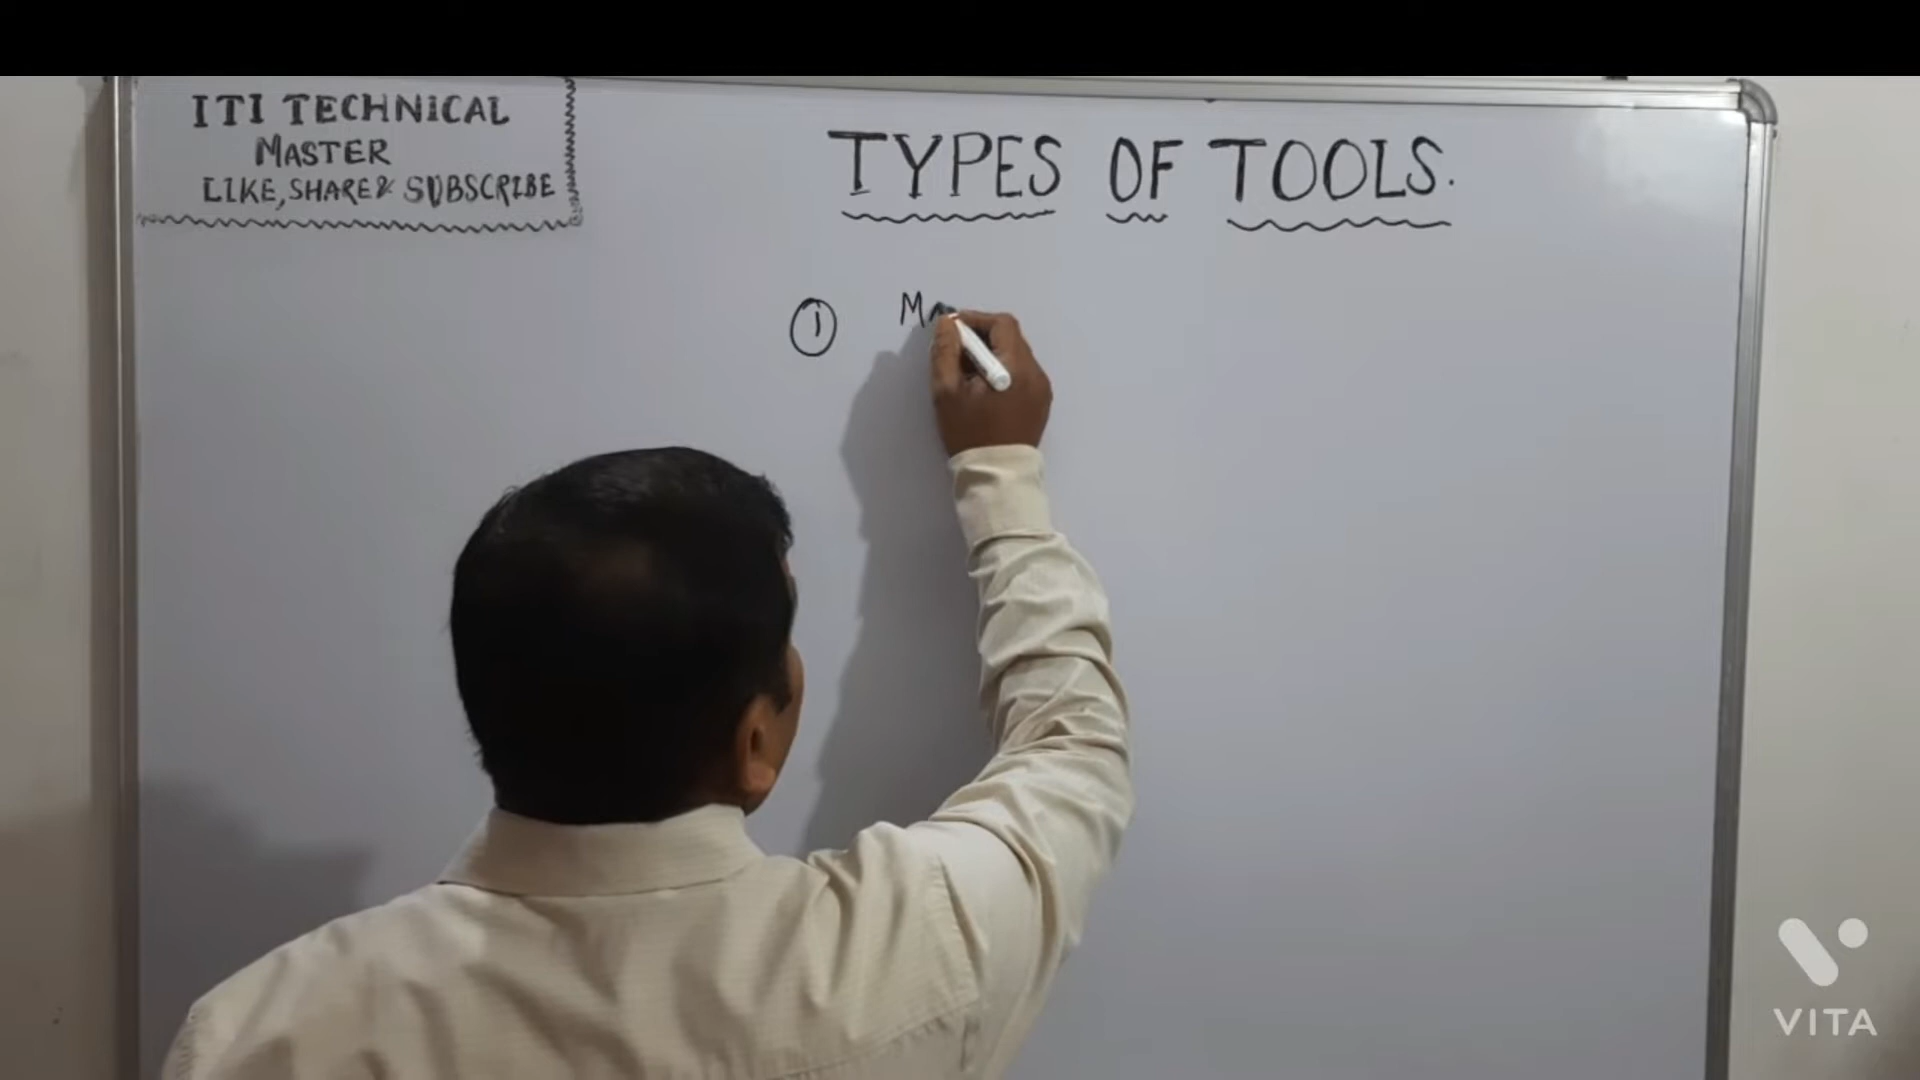 ITI TECHNICAL
MASTER
LIKE, SHARE & SUBSCRIBE
TYPES OF TOOLS.
1
VITA